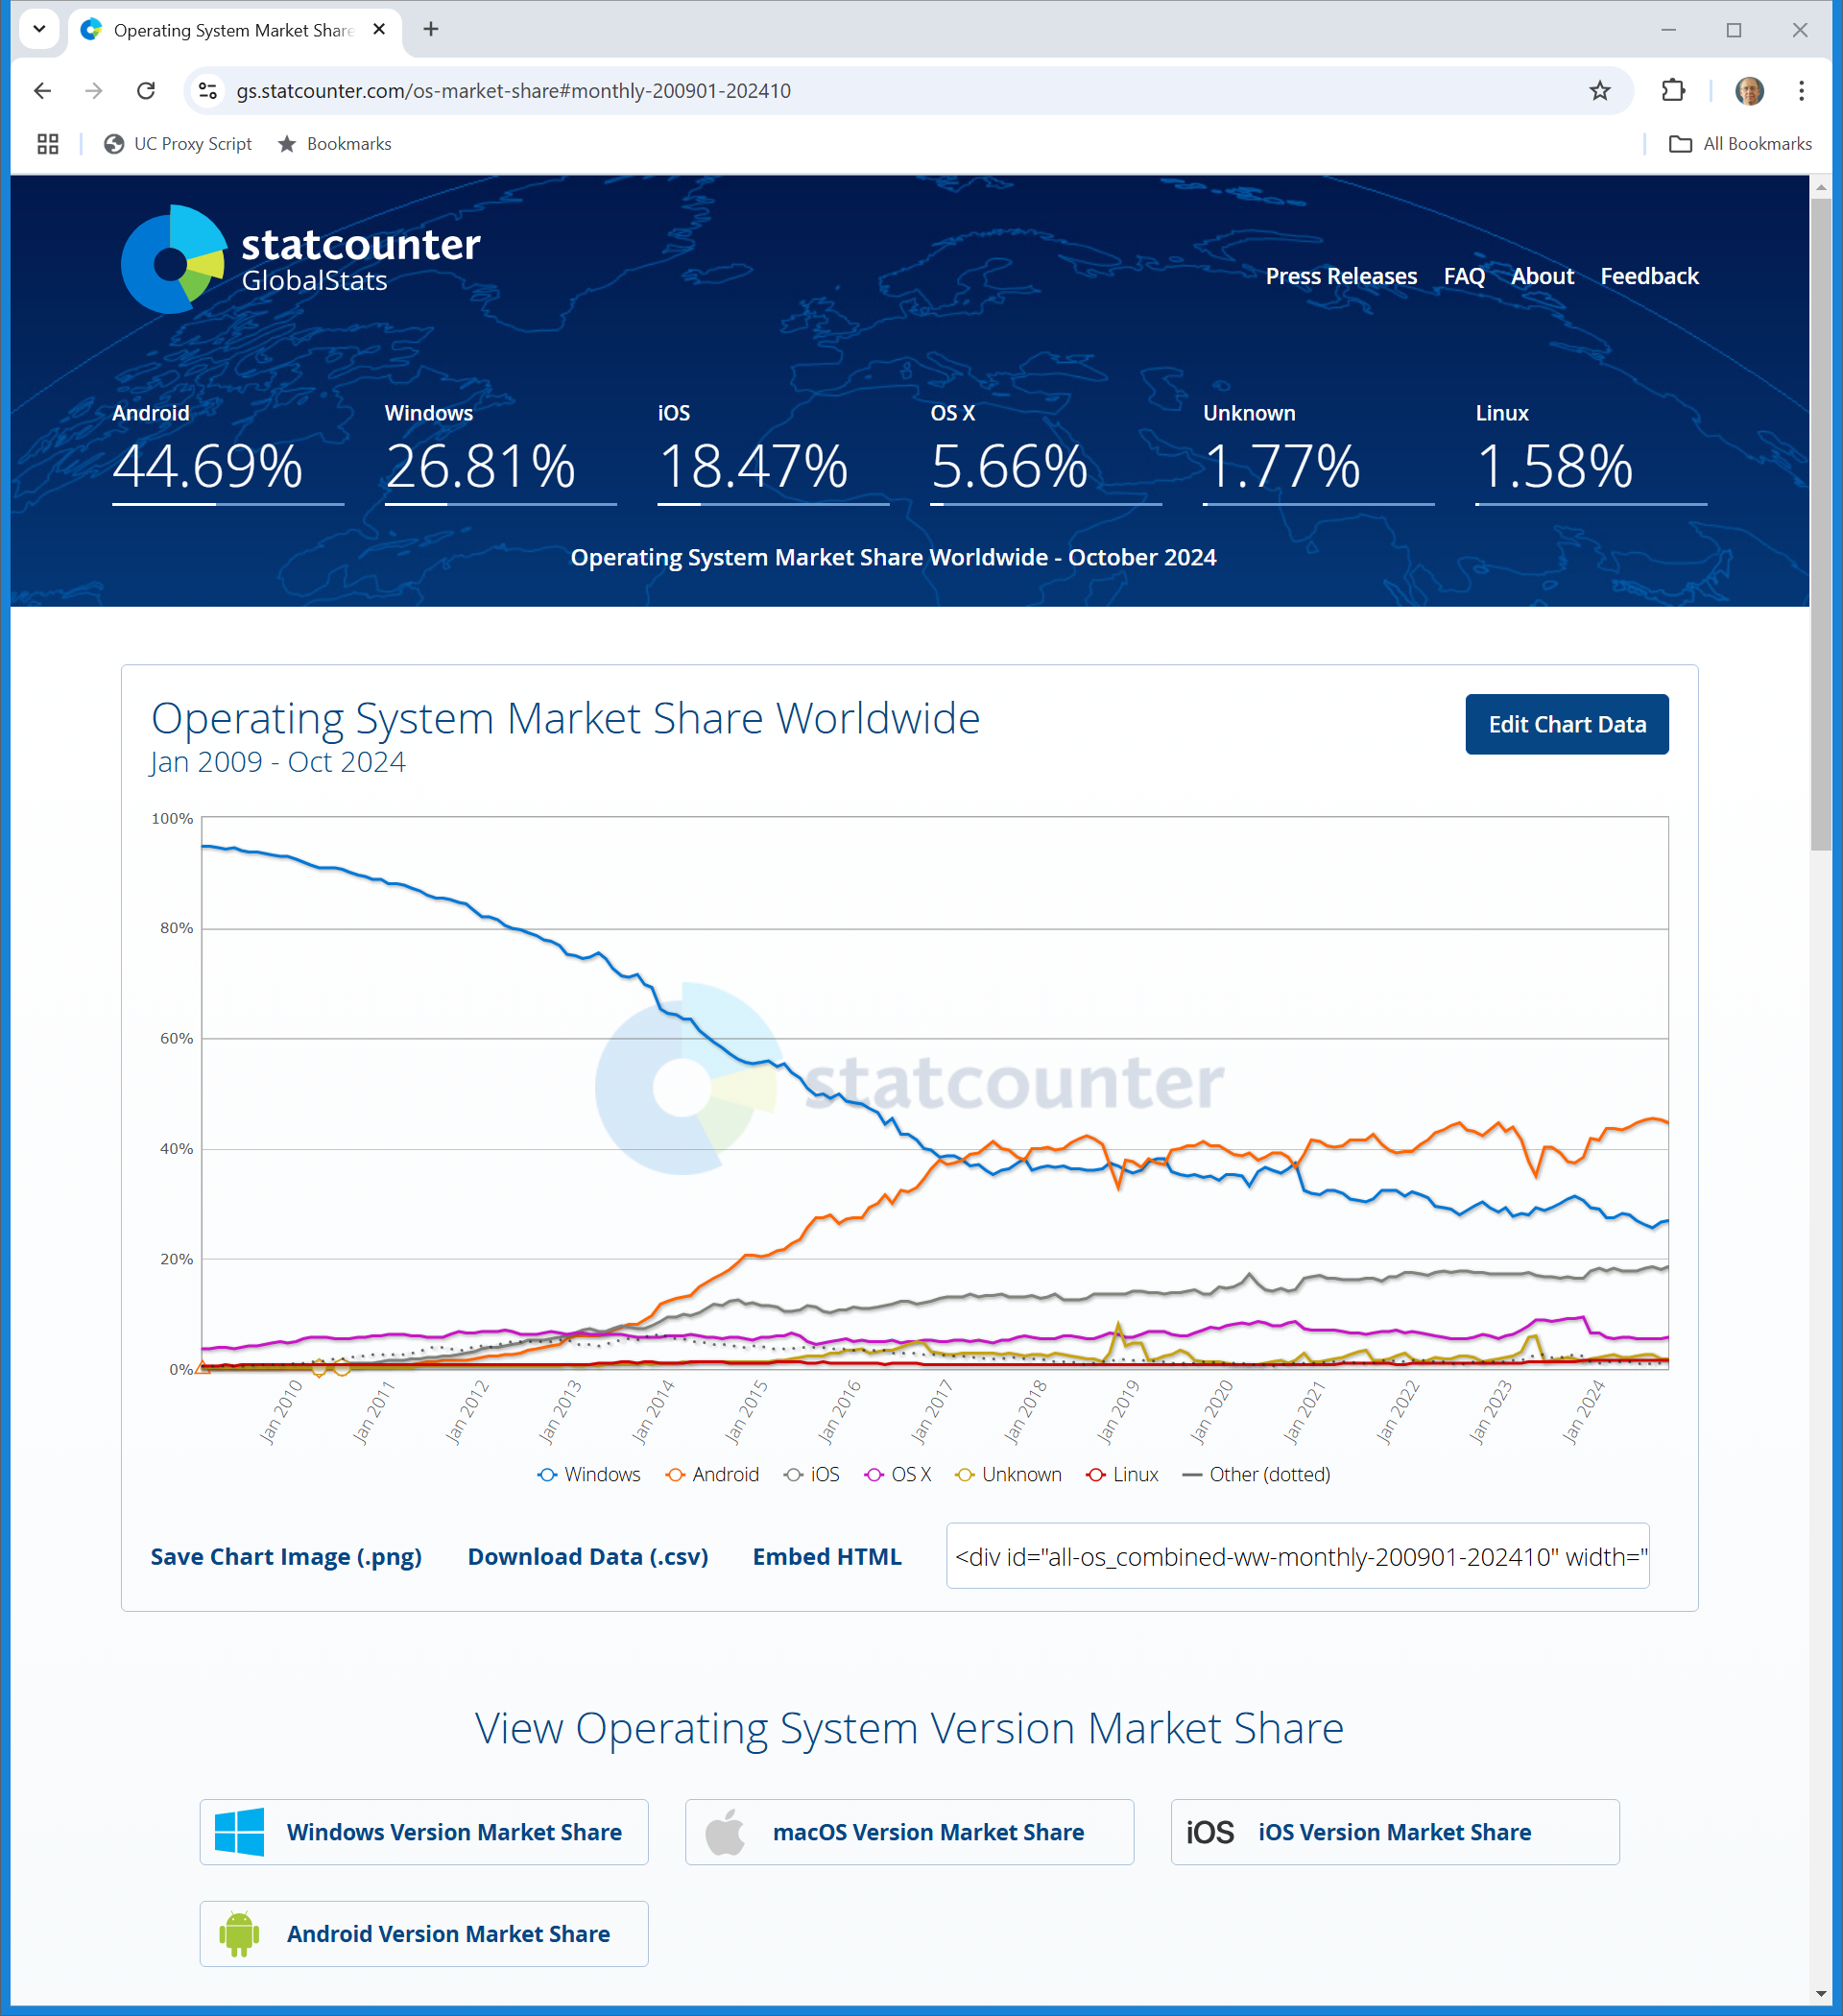 Operating System Market Share
gs.statcounter.com/os-market-share#monthly-200901-202410
UC Proxy Script
Bookmarks
All Bookmarks
statcounter
GlobalStats
Press Releases FAQ About Feedback
Android Windows iOS OS X Unknown Linux
44.69% 26.81% 18.47% 5.66% 1.77% 1.58%
Operating System Market Share Worldwide - October 2024
Operating System Market Share Worldwide
Edit Chart Data
Jan 2009 - Oct 2024
100%
80%
60%
statcounter
40%
20%
0%
Jan 2010 Jan 2011 Jan 2012 Jan 2013 Jan 2014 Jan 2015 Jan 2016 Jan 2017 Jan 2018 Jan 2019 Jan 2020 Jan 2021 Jan 2022 Jan 2023 Jan 2024
Windows Android iOS OS X Unknown Linux Other (dotted)
Save Chart Image (.png) Download Data (.csv) Embed HTML <div id="all-os_combined-ww-monthly-200901-202410" width="
View Operating System Version Market Share
Windows Version Market Share
macOS Version Market Share
iOS iOS Version Market Share
Android Version Market Share